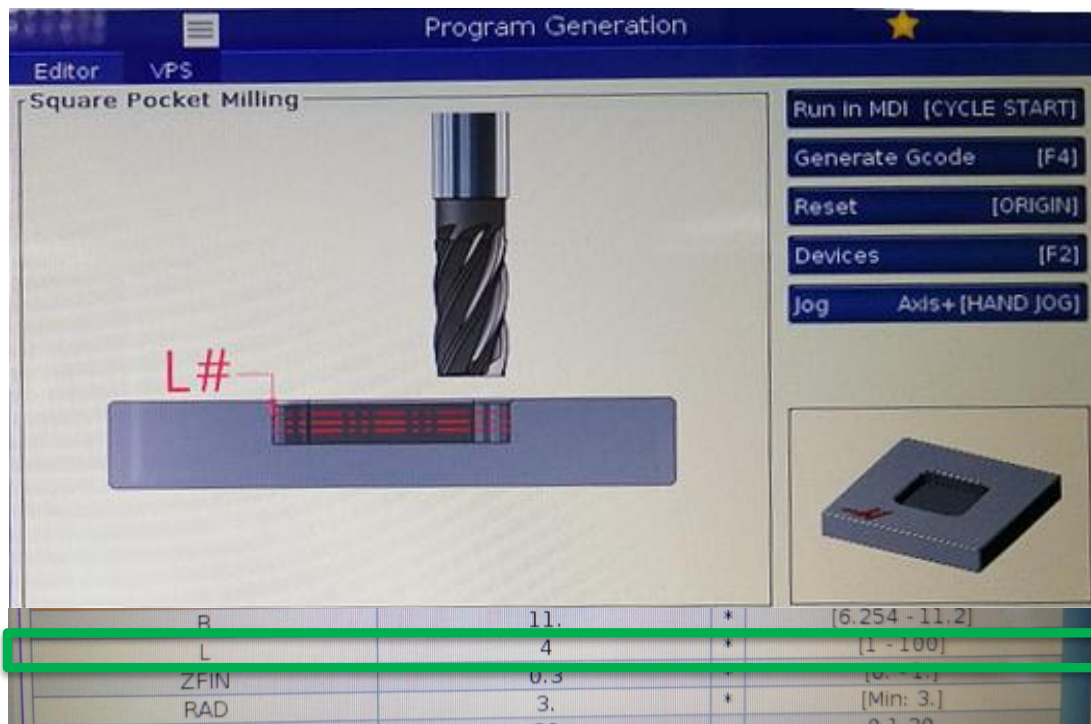 Program Generation
Editor VPS
Square Pocket Milling
Run in MDI [CYCLE START]
Generate Gcode [F4]
Reset [ORIGIN]
Devices [F2]
Jog Axis+[HAND JOG]
L#
11. * [6.254 - 11.2]
L 4 * [1 - 100]
ZFIN 0.3 * [0. - 1.]
RAD 3. * [Min: 3.]